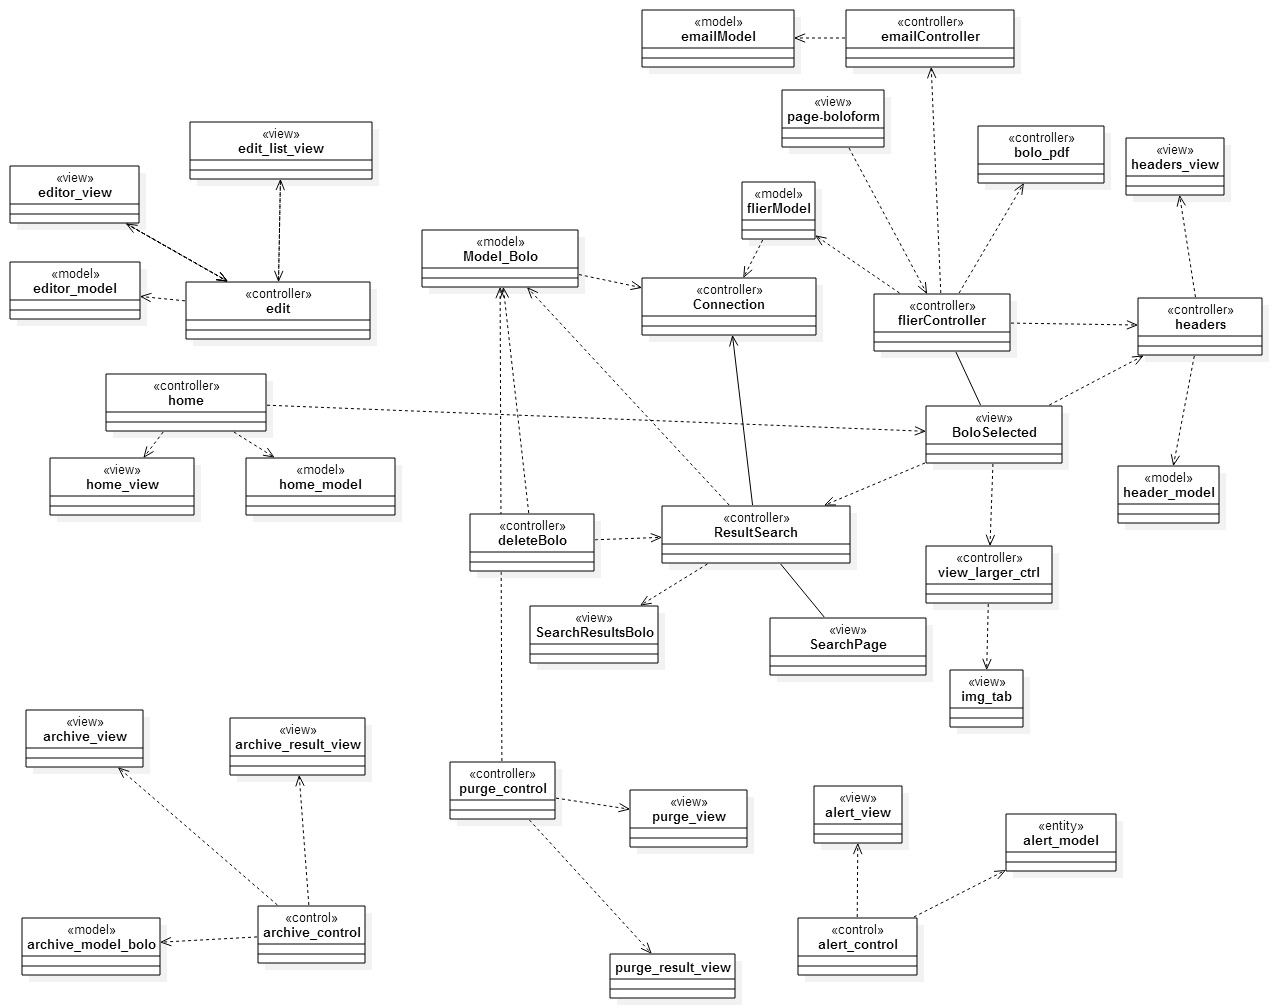 «model»
emailModel
«controller»
emailController
«view»
page-boloform
«view»
edit_list_view
«controller»
bolo_pdf
«view»
headers_view
«view»
editor_view
«model»
flierModel
«model»
Model_Bolo
«model»
editor_model
«controller»
edit
«controller»
Connection
«controller»
flierController
«controller»
headers
«controller»
home
«view»
BoloSelected
«view»
home_view
«model»
home_model
«model»
header_model
«controller»
deleteBolo
«controller»
ResultSearch
«controller»
view_larger_ctrl
«view»
SearchResultsBolo
«view»
SearchPage
«view»
img_tab
«view»
archive_view
«view»
archive_result_view
«controller»
purge_control
«view»
purge_view
«view»
alert_view
«entity»
alert_model
«model»
archive_model_bolo
«control»
archive_control
«control»
alert_control
purge_result_view